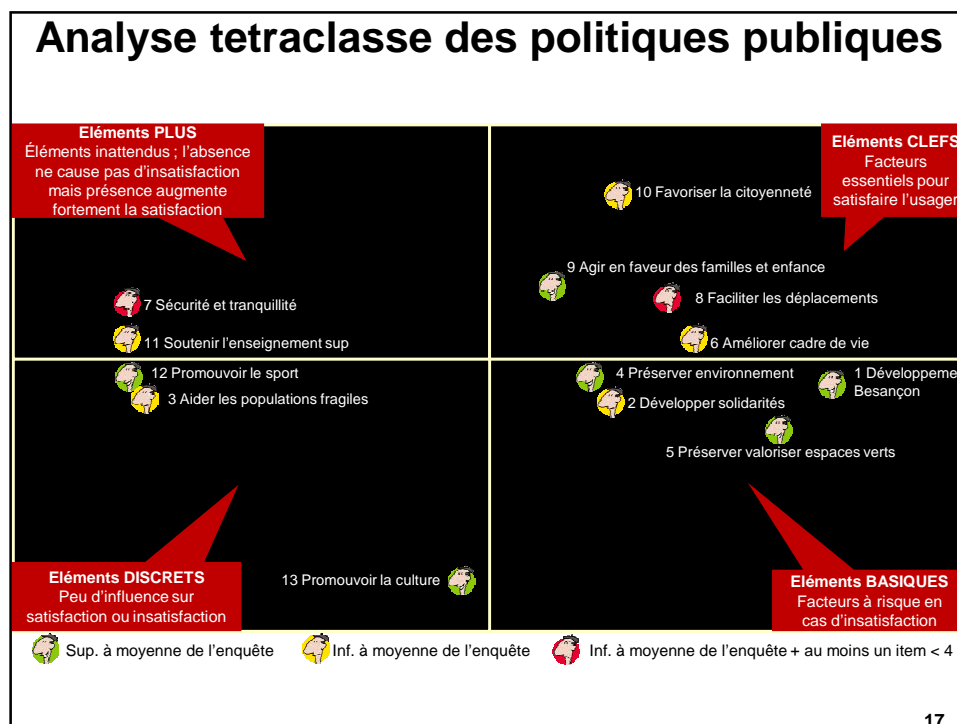 Analyse tetraclasse des politiques publiques
Eléments PLUS
Éléments inattendus ; l'absence
ne cause pas d'insatisfaction
mais présence augmente
fortement la satisfaction
Eléments CLEFS
Facteurs
essentiels pour
satisfaire l'usager
10 Favoriser la citoyenneté
9 Agir en faveur des familles et enfance
8 Faciliter les déplacements
7 Sécurité et tranquillité
11 Soutenir l'enseignement sup
6 Améliorer cadre de vie
12 Promouvoir le sport
3 Aider les populations fragiles
4 Préserver environnement
2 Développer solidarités
1 Développeme
Besançon
5 Préserver valoriser espaces verts
Eléments DISCRETS
Peu d'influence sur
satisfaction ou insatisfaction
13 Promouvoir la culture
Eléments BASIQUES
Facteurs à risque en
cas d'insatisfaction
Sup. à moyenne de l'enquête
Inf. à moyenne de l'enquête
Inf. à moyenne de l'enquête + au moins un item < 4
17